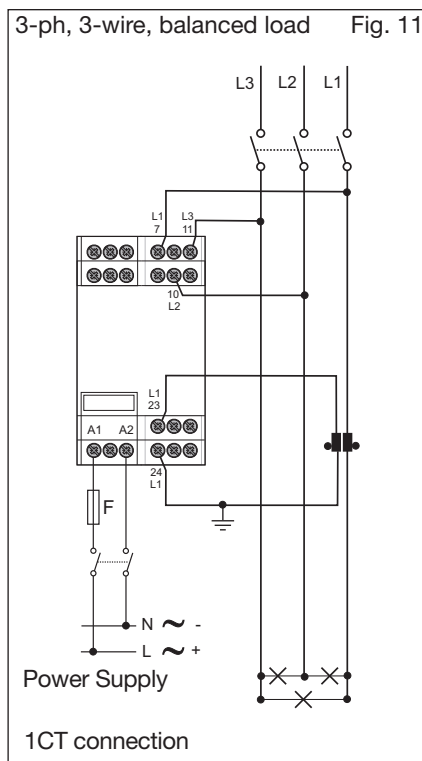 3-ph, 3-wire, balanced load Fig. 11
L3 L2 L1
L1 L3
7 11
10
L2
L1
23
A1 A2
24
L1
F
N ~ -
L ~ +
Power Supply
1CT connection